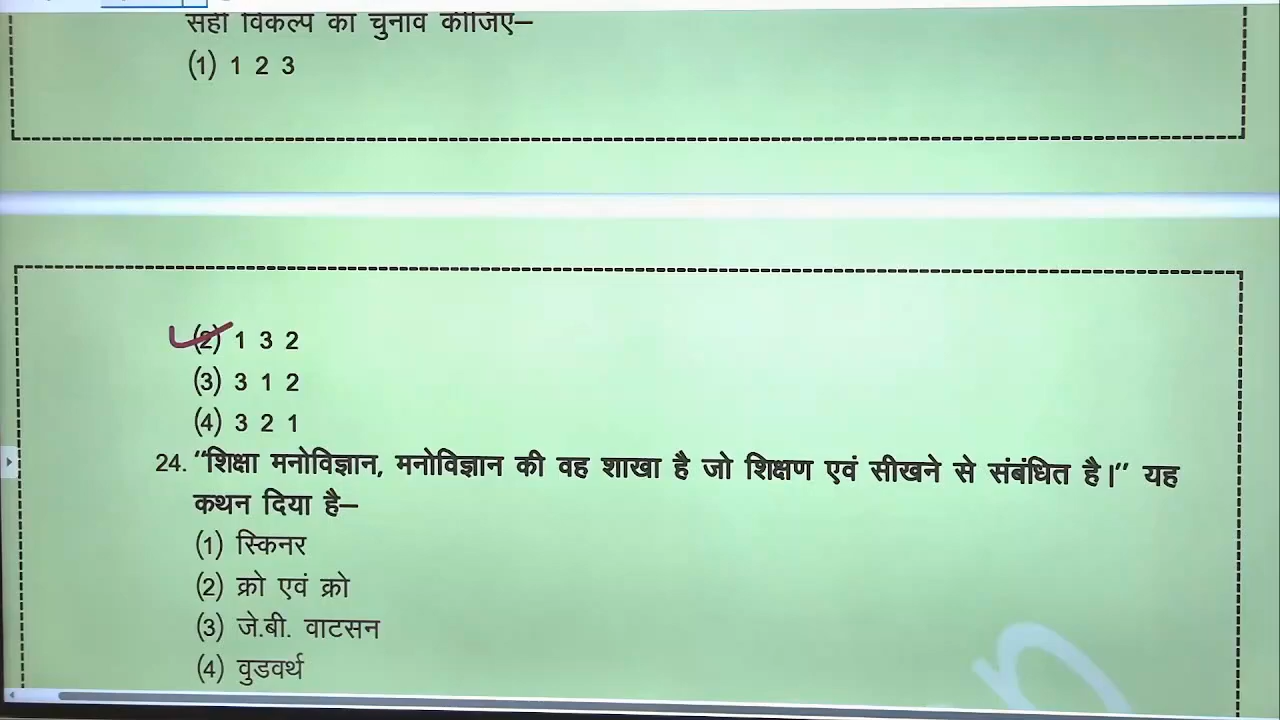 सही विकल्प का चुनाव कीजिए–
(1) 1 2 3
(2) 1 3 2
(3) 3 1 2
(4) 3 2 1
24. “शिक्षा मनोविज्ञान, मनोविज्ञान की वह शाखा है जो शिक्षण एवं सीखने से संबंधित है।” यह
कथन दिया है–
(1) स्किनर
(2) क्रो एवं क्रो
(3) जे.बी. वाटसन
(4) वुडवर्थ